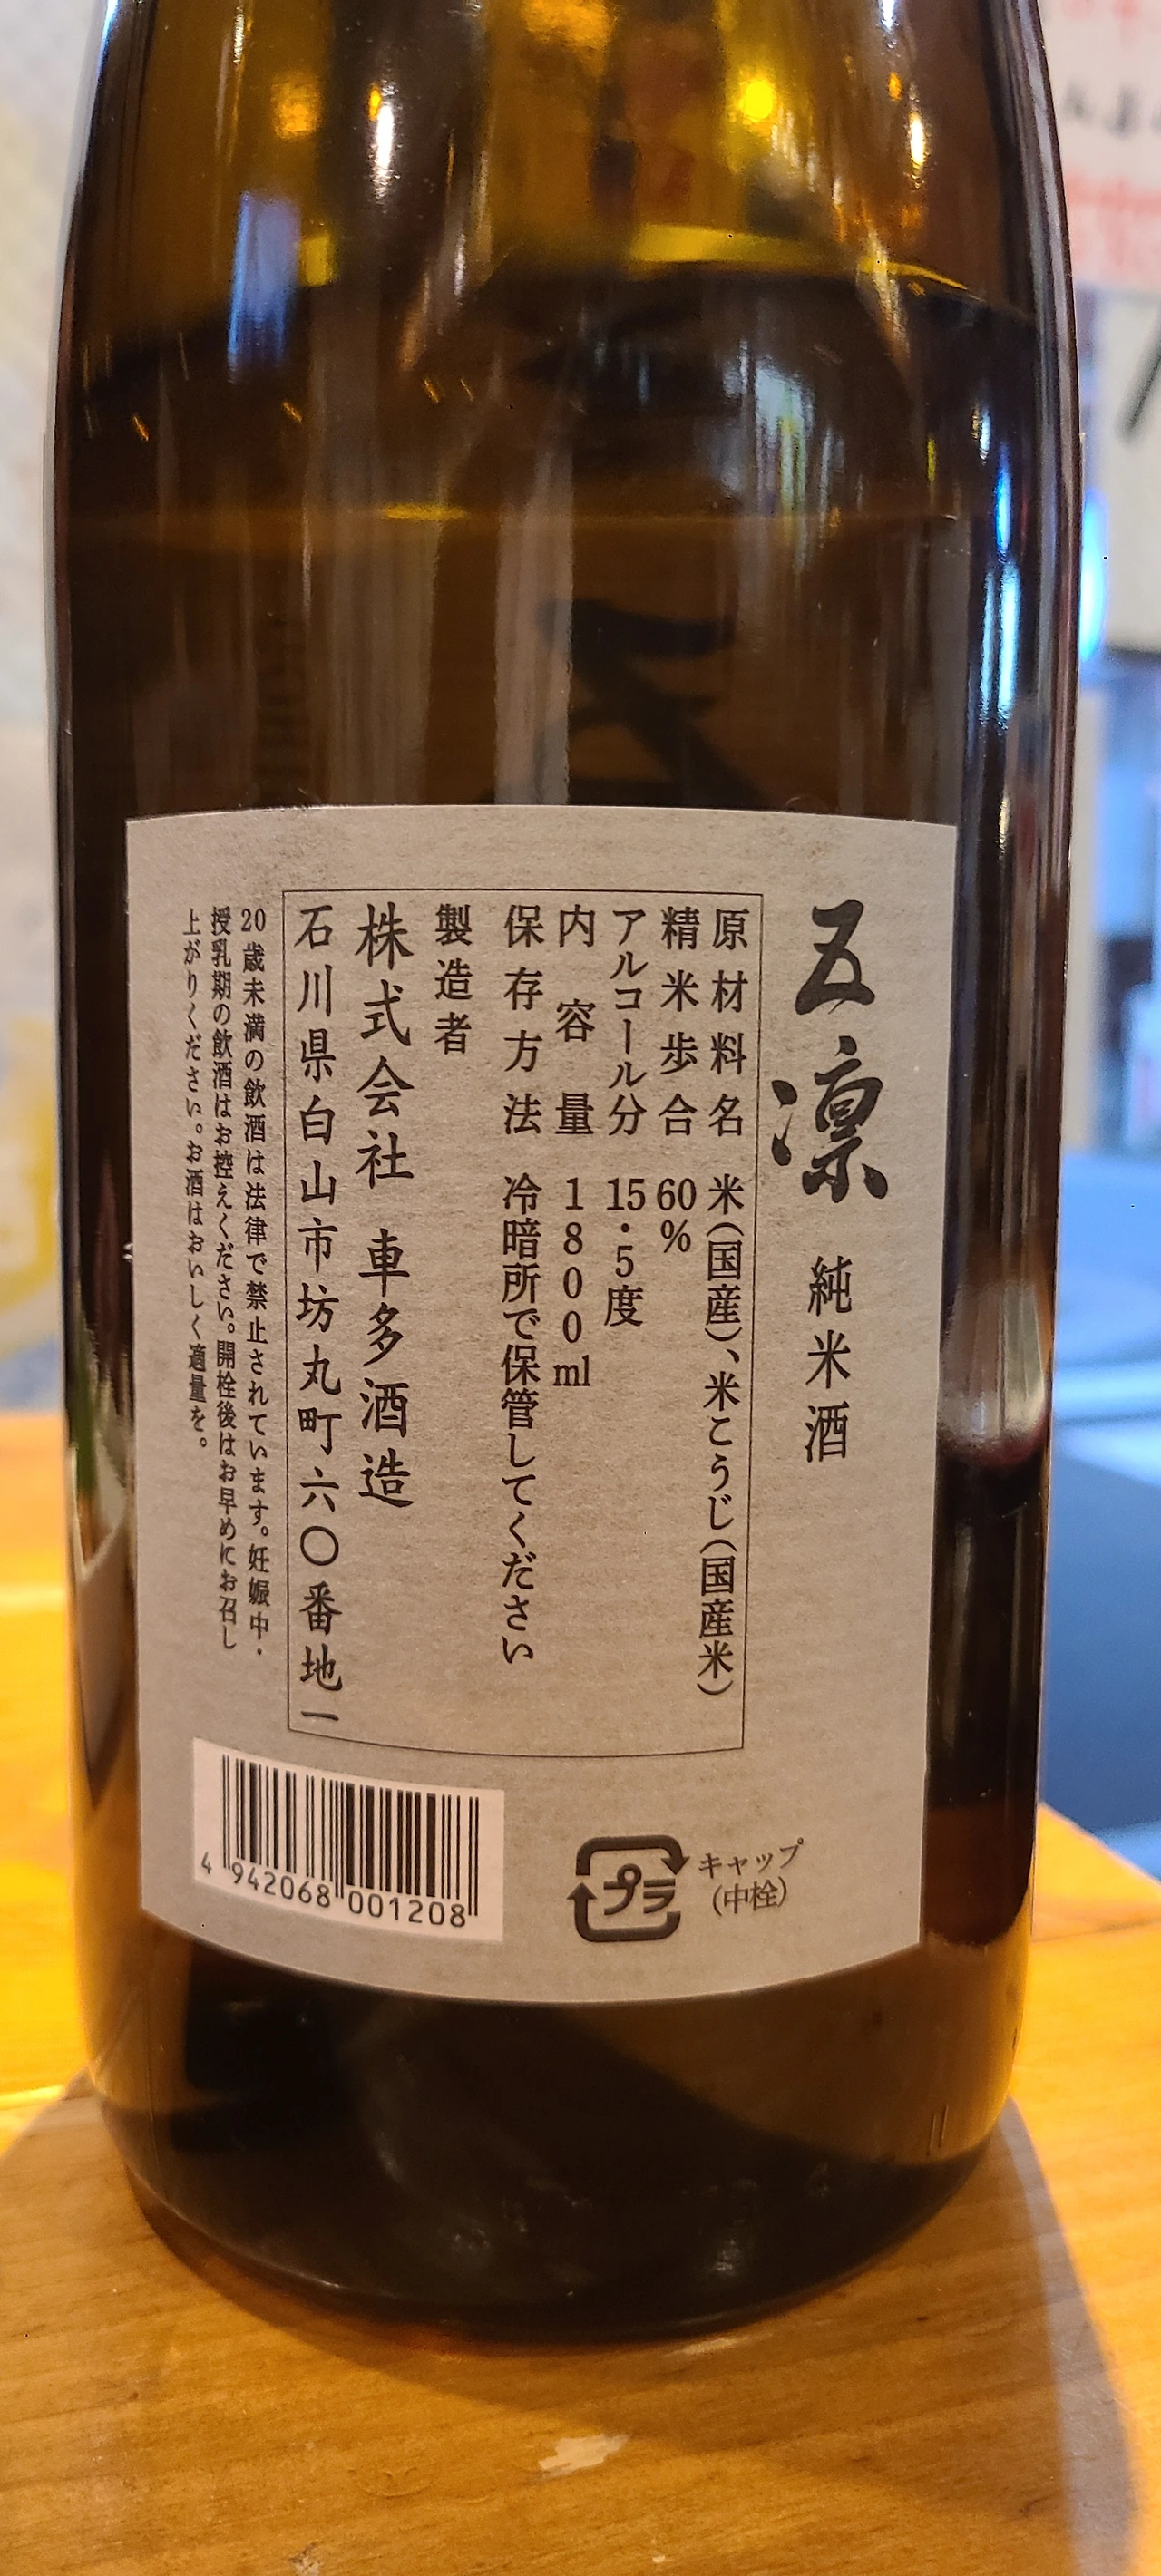 五凛 純米酒
原材料名 米(国産)、米こうじ(国産米)
精米歩合 60%
アルコール分 15・5度
内容量 1800ml
保存方法 冷暗所で保管してください
製造者
株式会社 車多酒造
石川県白山市坊丸町六〇番地一
20歳未満の飲酒は法律で禁止されています。妊娠中・
授乳期の飲酒はお控えください。開栓後はお早めにお召し
上がりください。お酒はおいしく適量を。
4 942068 001208
プラ
キャップ
(中栓)